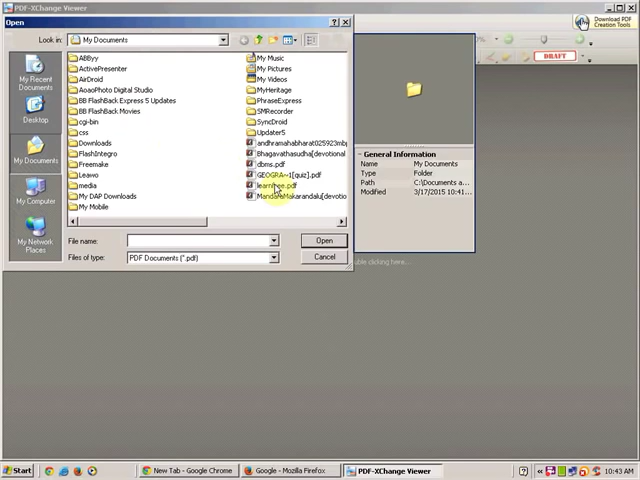 PDF-XChange Viewer
Open
Download PDF
Creation Tools
Look in:
My Documents
DRAFT
My Recent
Documents
Desktop
My Documents
My Computer
My Network
Places
ABByy
ActivePresenter
AirDroid
AoaoPhoto Digital Studio
BB FlashBack Express 5 Updates
BB FlashBack Movies
cgi-bin
css
Downloads
FlashIntegro
Freemake
Leawo
media
My DAP Downloads
My Mobile
My Music
My Pictures
My Videos
MyHeritage
PhraseExpress
SMRecorder
SyncDroid
Updater5
andhramahabharat025923mbp
Bhagavathasudha[devotional
dbms.pdf
GEOGRA~1[quiz].pdf
.pdf
[devotio
General Information
Name My Documents
Type Folder
Path C:\Documents a
Modified 3/17/2015 10:41
File name:
Open
Files of type:
PDF Documents (*.pdf)
Cancel
uble clicking here...
Start
New Tab - Google Chrome
Google - Mozilla Firefox
PDF-XChange Viewer
10:43 AM